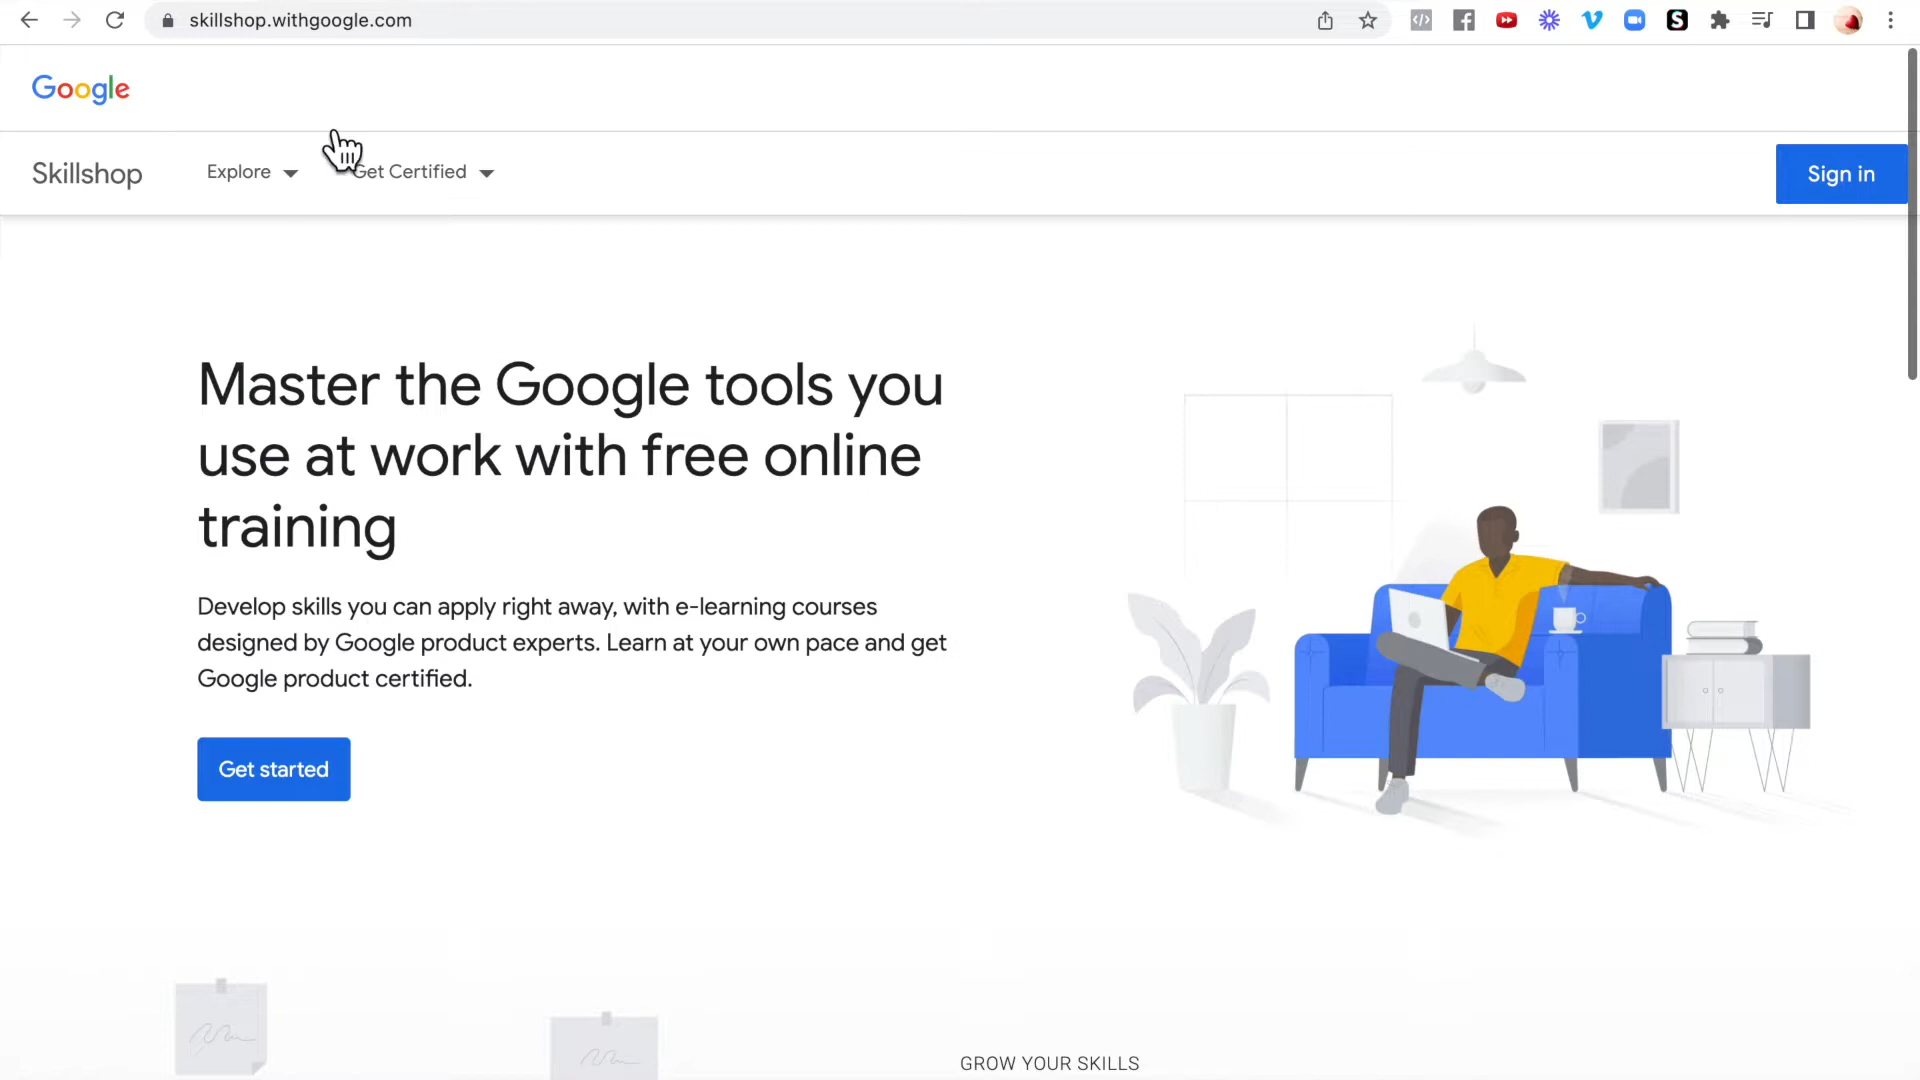 skillshop.withgoogle.com
Google
Skillshop
Explore
Get Certified
Sign in
Master the Google tools you
use at work with free online
training
Develop skills you can apply right away, with e-learning courses
designed by Google product experts. Learn at your own pace and get
Google product certified.
Get started
GROW YOUR SKILLS